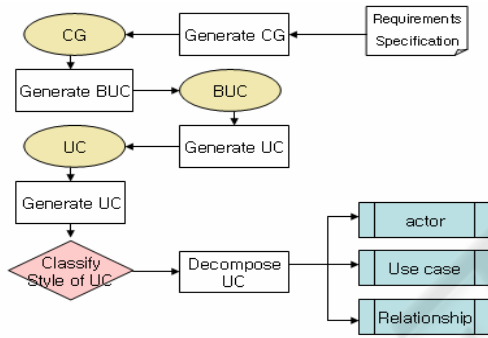 CG
Generate CG
Requirements
Specification
Generate BUC
BUC
UC
Generate UC
Generate UC
Classify
Style of UC
Decompose
UC
actor
Use case
Relationship